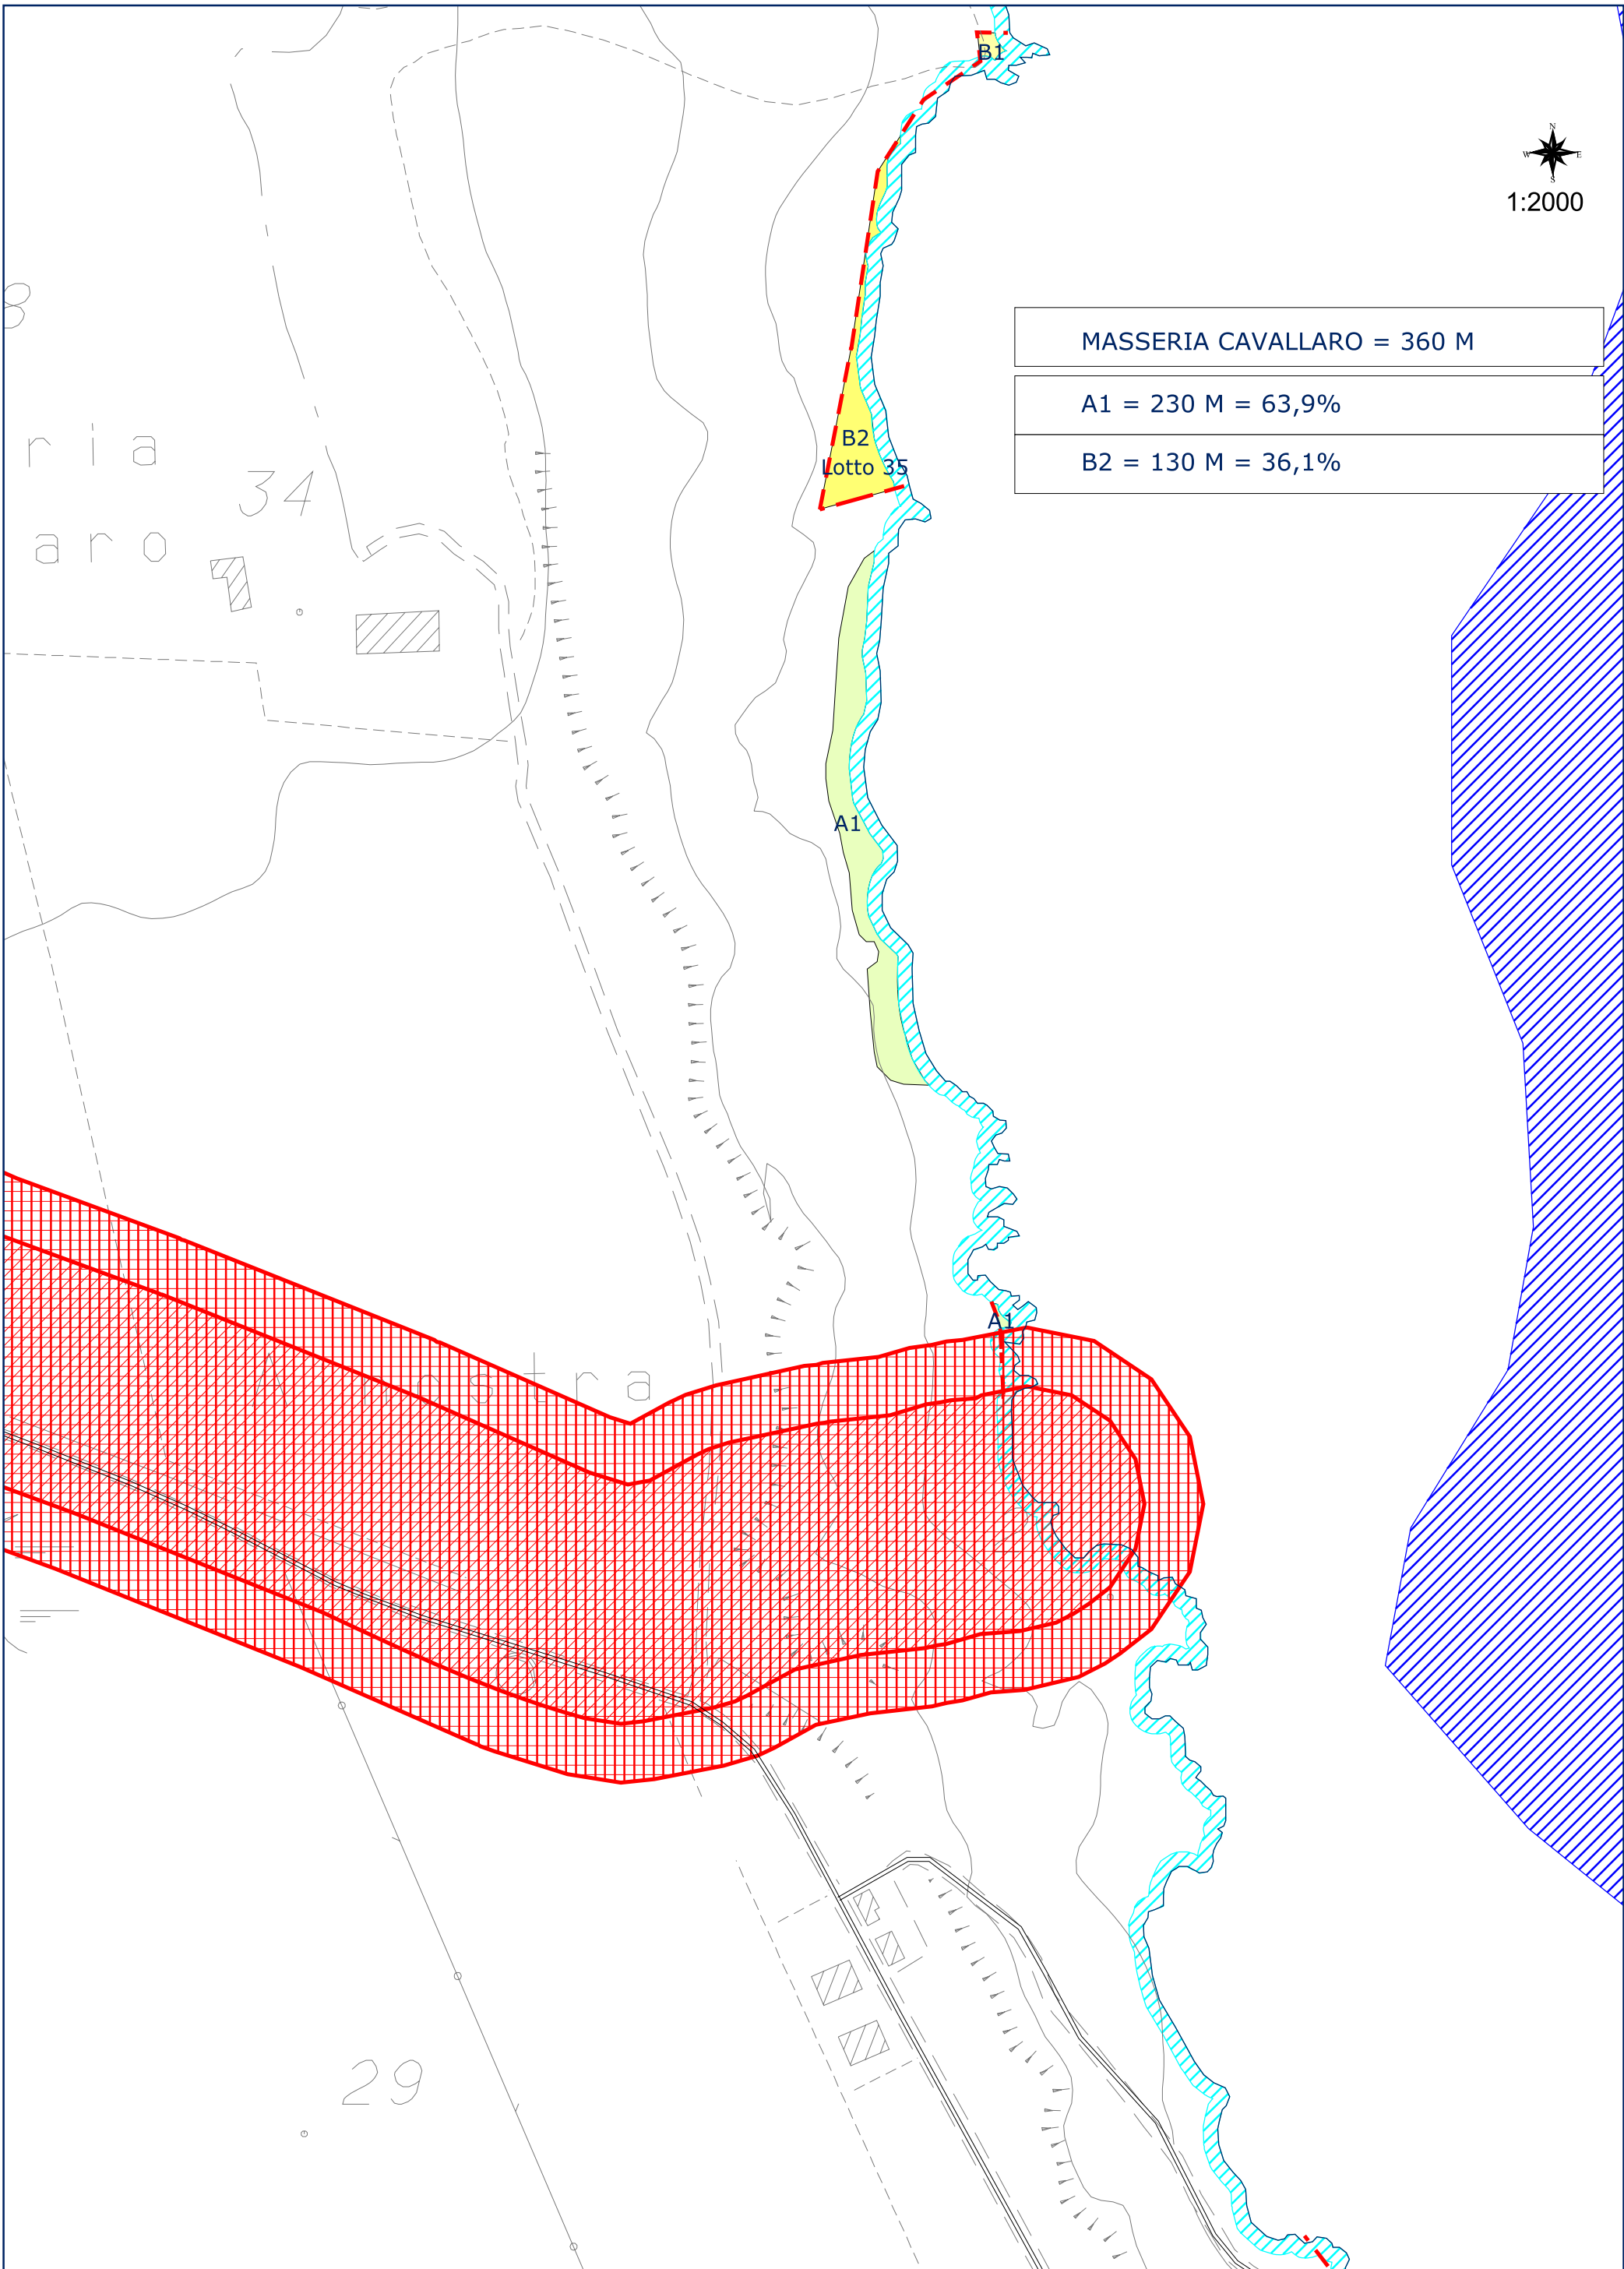 B1
N
W E
S
1:2000
8
MASSERIA CAVALLARO = 360 M
A1 = 230 M = 63,9%
B2 = 130 M = 36,1%
r i a
34
a r o
B2
Lotto 35
A1
A1
t r a
29